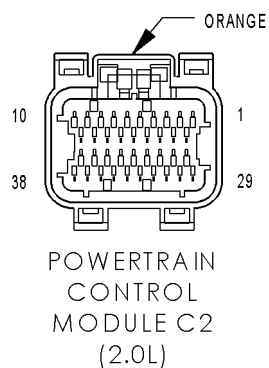 ORANGE
10 1
38 29
POWERTRAIN
CONTROL
MODULE C2
(2.0L)